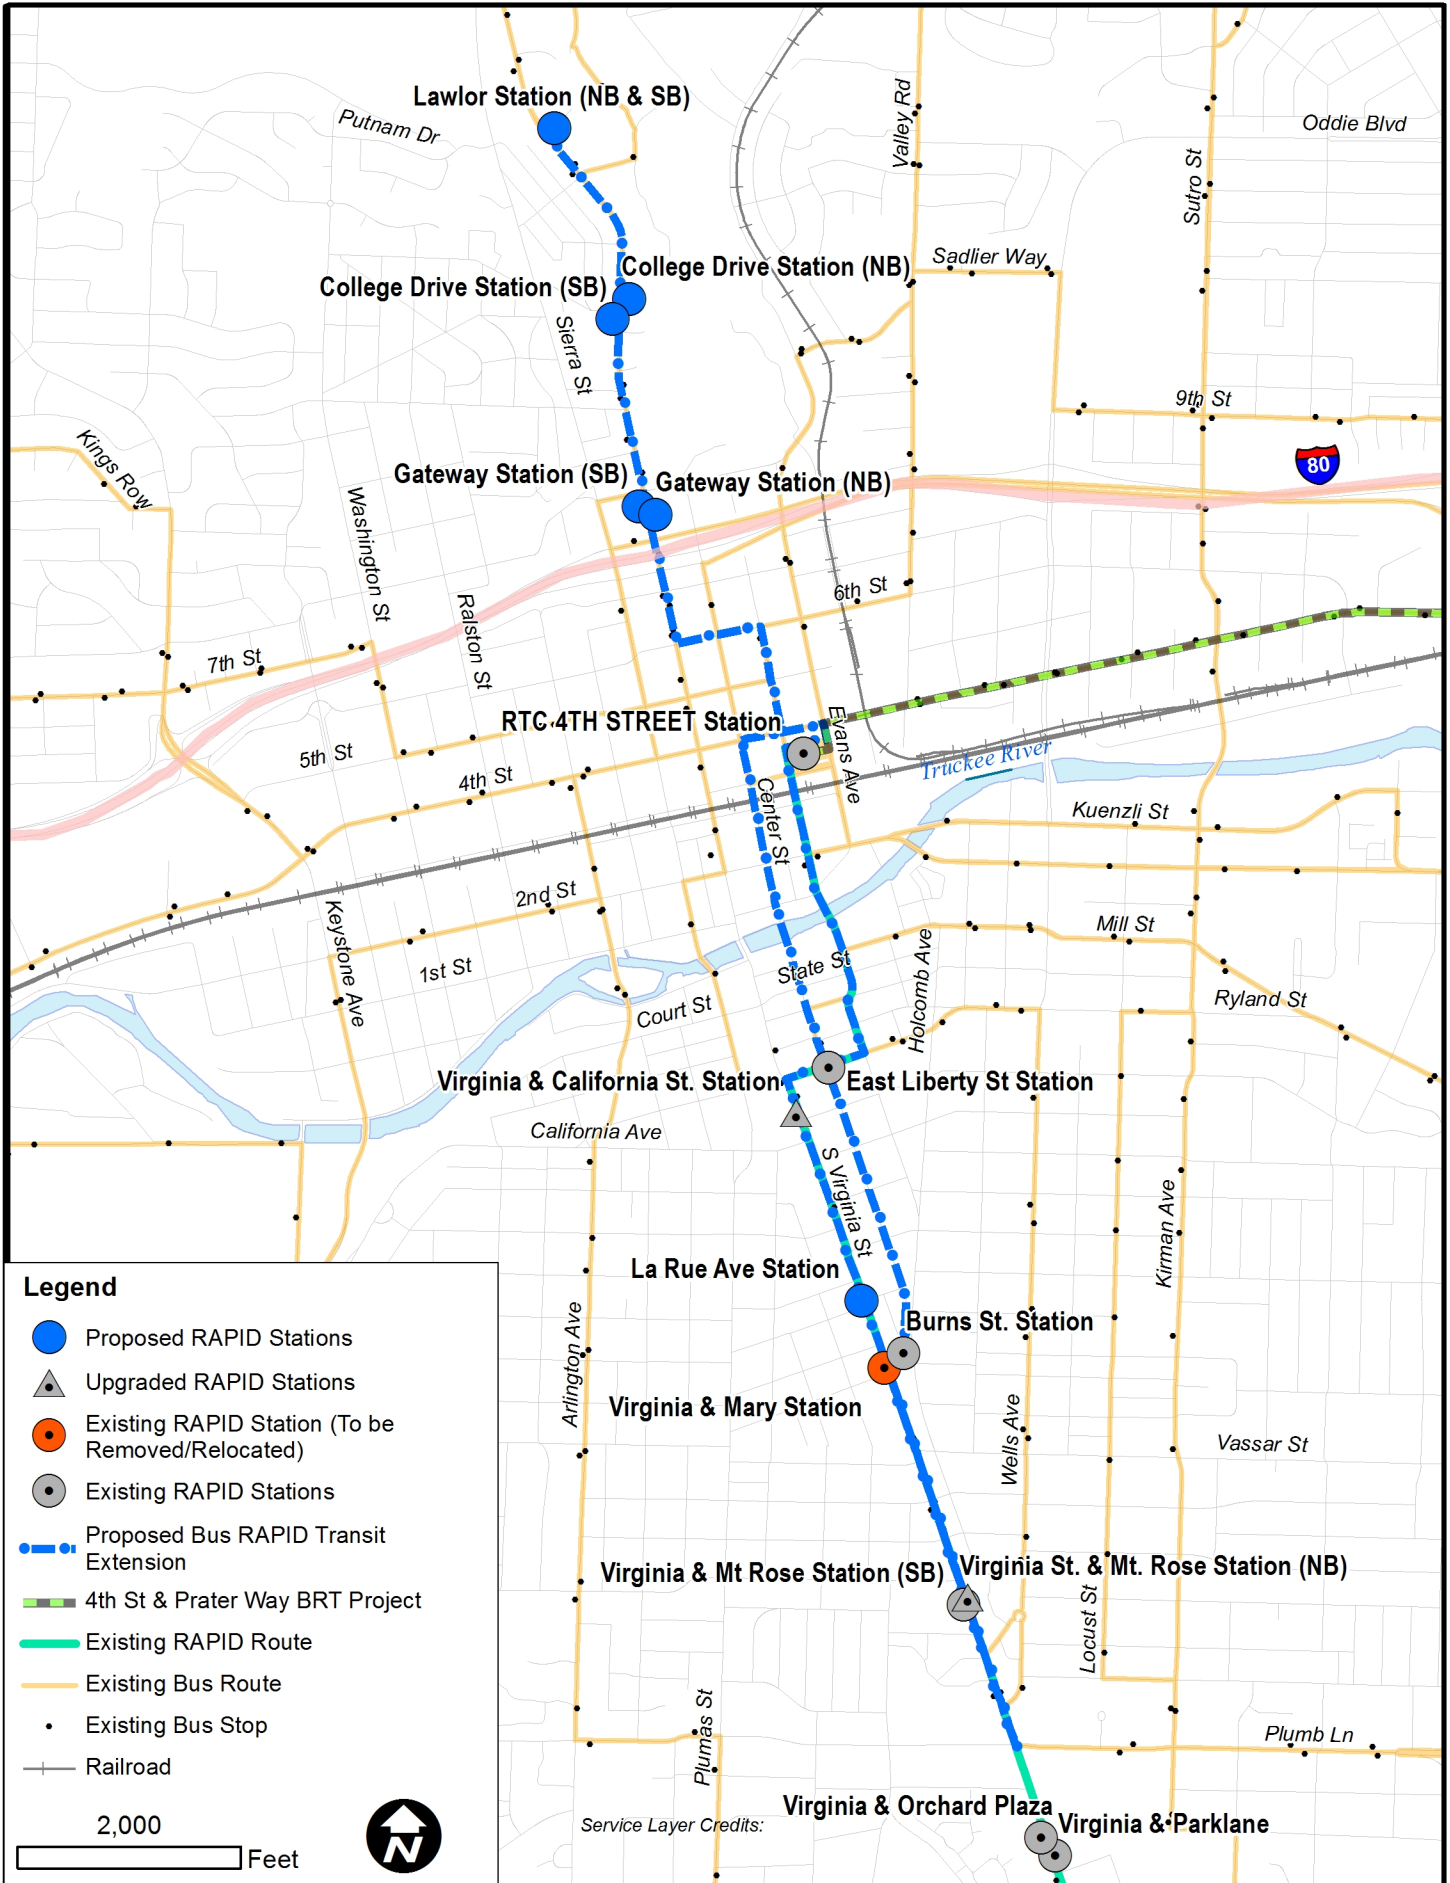 Lawlor Station (NB & SB)
Putnam Dr
Valley Rd
Oddie Blvd
Sutro St
Sadlier Way
College Drive Station (NB)
College Drive Station (SB)
Sierra St
9th St
Kings Row
80
Gateway Station (SB)
Gateway Station (NB)
Washington St
Ralston St
6th St
7th St
RTC 4TH STREET Station
Evans Ave
5th St
4th St
Truckee River
Center St
Kuenzli St
2nd St
Keystone Ave
Mill St
1st St
State St
Holcomb Ave
Court St
Ryland St
Virginia & California St. Station
East Liberty St Station
California Ave
S Virginia St
Kirman Ave
La Rue Ave Station
Burns St. Station
Arlington Ave
Virginia & Mary Station
Wells Ave
Vassar St
Virginia & Mt Rose Station (SB)
Virginia St. & Mt. Rose Station (NB)
Locust St
Plumas St
Plumb Ln
Virginia & Orchard Plaza
Virginia & Parklane
Service Layer Credits:
Legend
Proposed RAPID Stations
Upgraded RAPID Stations
Existing RAPID Station (To be
Removed/Relocated)
Existing RAPID Stations
Proposed Bus RAPID Transit
Extension
4th St & Prater Way BRT Project
Existing RAPID Route
Existing Bus Route
Existing Bus Stop
Railroad
2,000
Feet
N